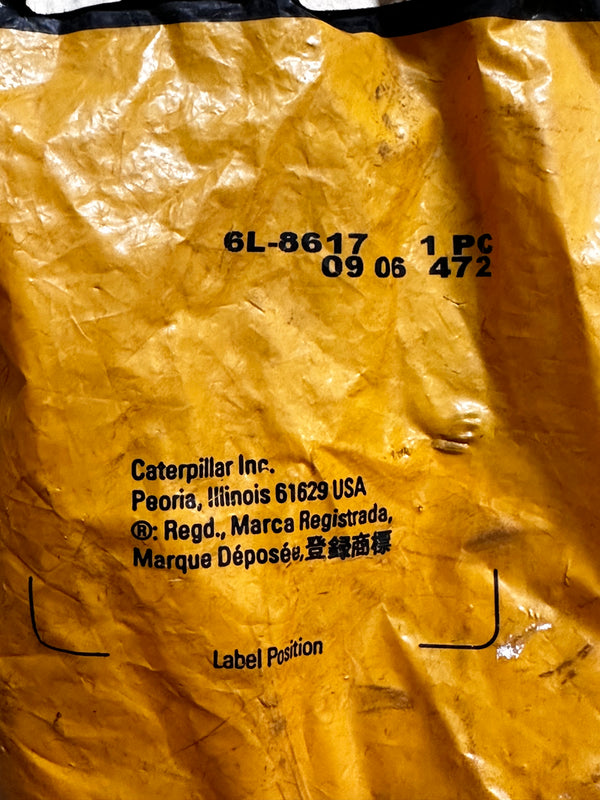 6L-8617 1 PC
09 06 472
Caterpillar Inc.
Peoria, Illinois 61629 USA
®: Regd., Marca Registrada,
Marque Déposée,登録商標
Label Position